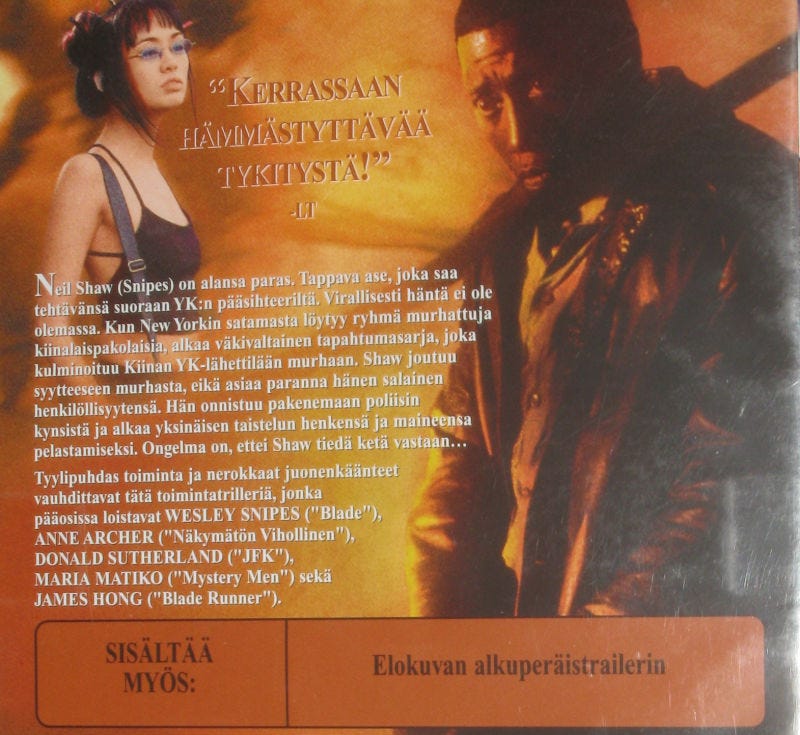 “KERRASSAAN
HÄMMÄSTYTTÄVÄÄ
TYKITYSTÄ!”
-LT
Neil Shaw (Snipes) on alansa paras. Tappava ase, joka saa
tehtävänsä suoraan YK:n pääsihteeriltä. Virallisesti häntä ei ole
olemassa. Kun New Yorkin satamasta löytyy ryhmä murhattuja
kiinalaispakolaisia, alkaa väkivaltainen tapahtumasarja, joka
kulminoituu Kiinan YK-lähettilään murhaan. Shaw joutuu
syytteeseen murhasta, eikä asiaa paranna hänen salainen
henkilöllisyytensä. Hän onnistuu pakenemaan poliisin
kynsistä ja alkaa yksinäisen taistelun henkensä ja maineensa
pelastamiseksi. Ongelma on, ettei Shaw tiedä ketä vastaan...
Tyylipuhdas toiminta ja nerokkaat juonenkäänteet
vauhdittavat tätä toimintatrilleriä, jonka
pääosissa loistavat WESLEY SNIPES ("Blade"),
ANNE ARCHER ("Näkymätön Vihollinen"),
DONALD SUTHERLAND ("JFK"),
MARIA MATIKO ("Mystery Men") sekä
JAMES HONG ("Blade Runner").
SISÄLTÄÄ
MYÖS:
Elokuvan alkuperäistrailerin